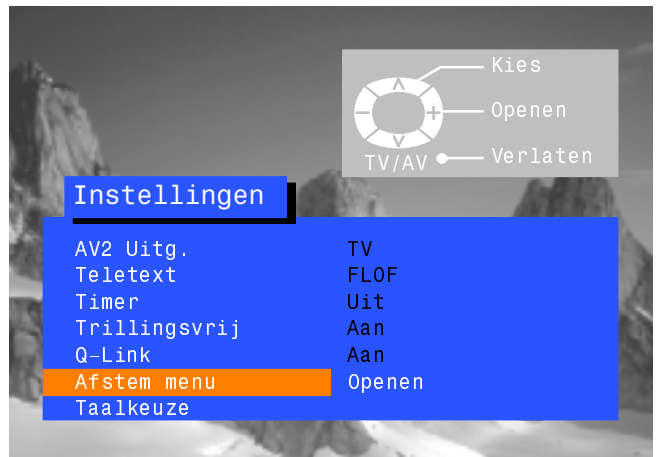 Kies
Openen
TV/AV Verlaten
Instellingen
AV2 Uitg. TV
Teletext FLOF
Timer Uit
Trillingsvrij Aan
Q-Link Aan
Afstem menu Openen
Taalkeuze